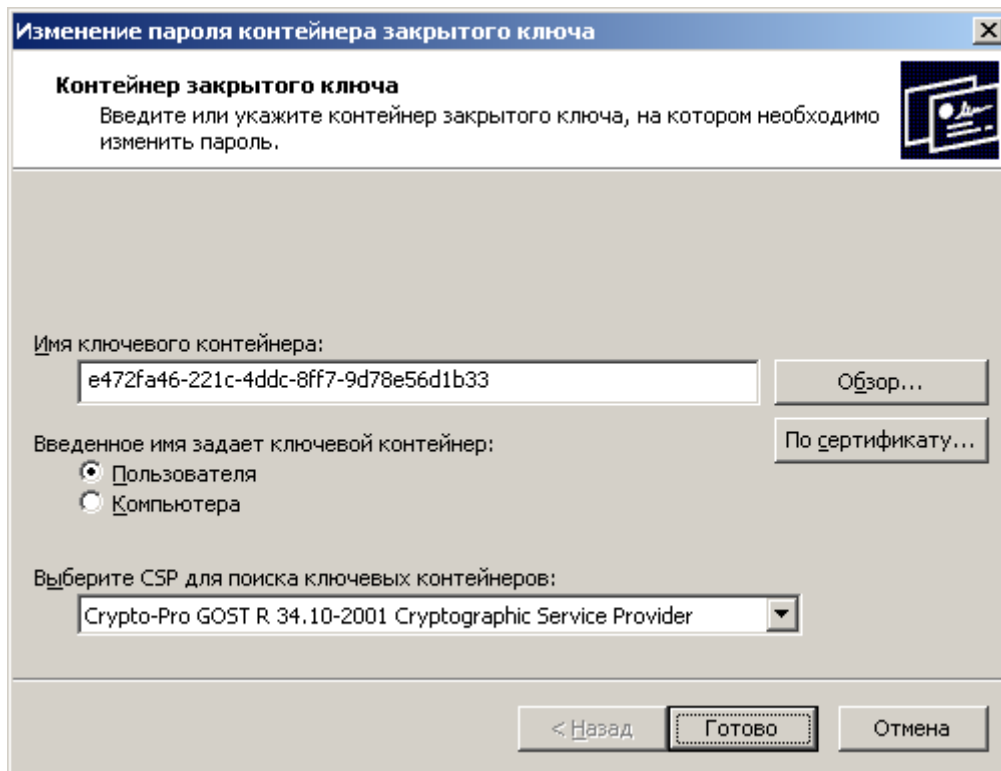 Изменение пароля контейнера закрытого ключа
Контейнер закрытого ключа
Введите или укажите контейнер закрытого ключа, на котором необходимо
изменить пароль.
Имя ключевого контейнера:
e472fa46-221c-4ddc-8ff7-9d78e56d1b33
Обзор...
Введенное имя задает ключевой контейнер:
По сертификату...
Пользователя
Компьютера
Выберите CSP для поиска ключевых контейнеров:
Crypto-Pro GOST R 34.10-2001 Cryptographic Service Provider
< Назад
Готово
Отмена